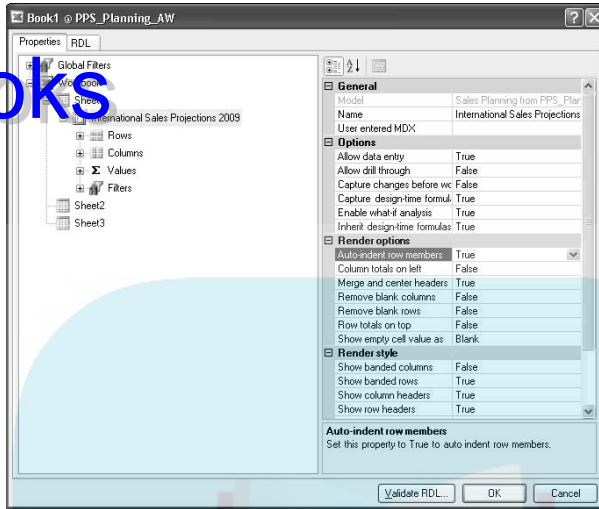 Book1 @ PPS_Planning_AW
Properties RDL
Global Filters
oks
International Sales Projections 2009
Rows
Columns
Σ Values
Filters
Sheet2
Sheet3
General
Model Sales Planning from PPS_Plar
Name International Sales Projections
User entered MDX
Options
Allow data entry True
Allow drill through False
Capture changes before wc False
Capture design-time formul True
Enable what-if analysis True
Inherit design-time formulas True
Render options
Auto-indent row members True
Column totals on left False
Merge and center headers True
Remove blank columns False
Remove blank rows False
Row totals on top False
Show empty cell value as Blank
Render style
Show banded columns False
Show banded rows True
Show column headers True
Show row headers True
Auto-indent row members
Set this property to True to auto indent row members.
Validate RDL... OK Cancel